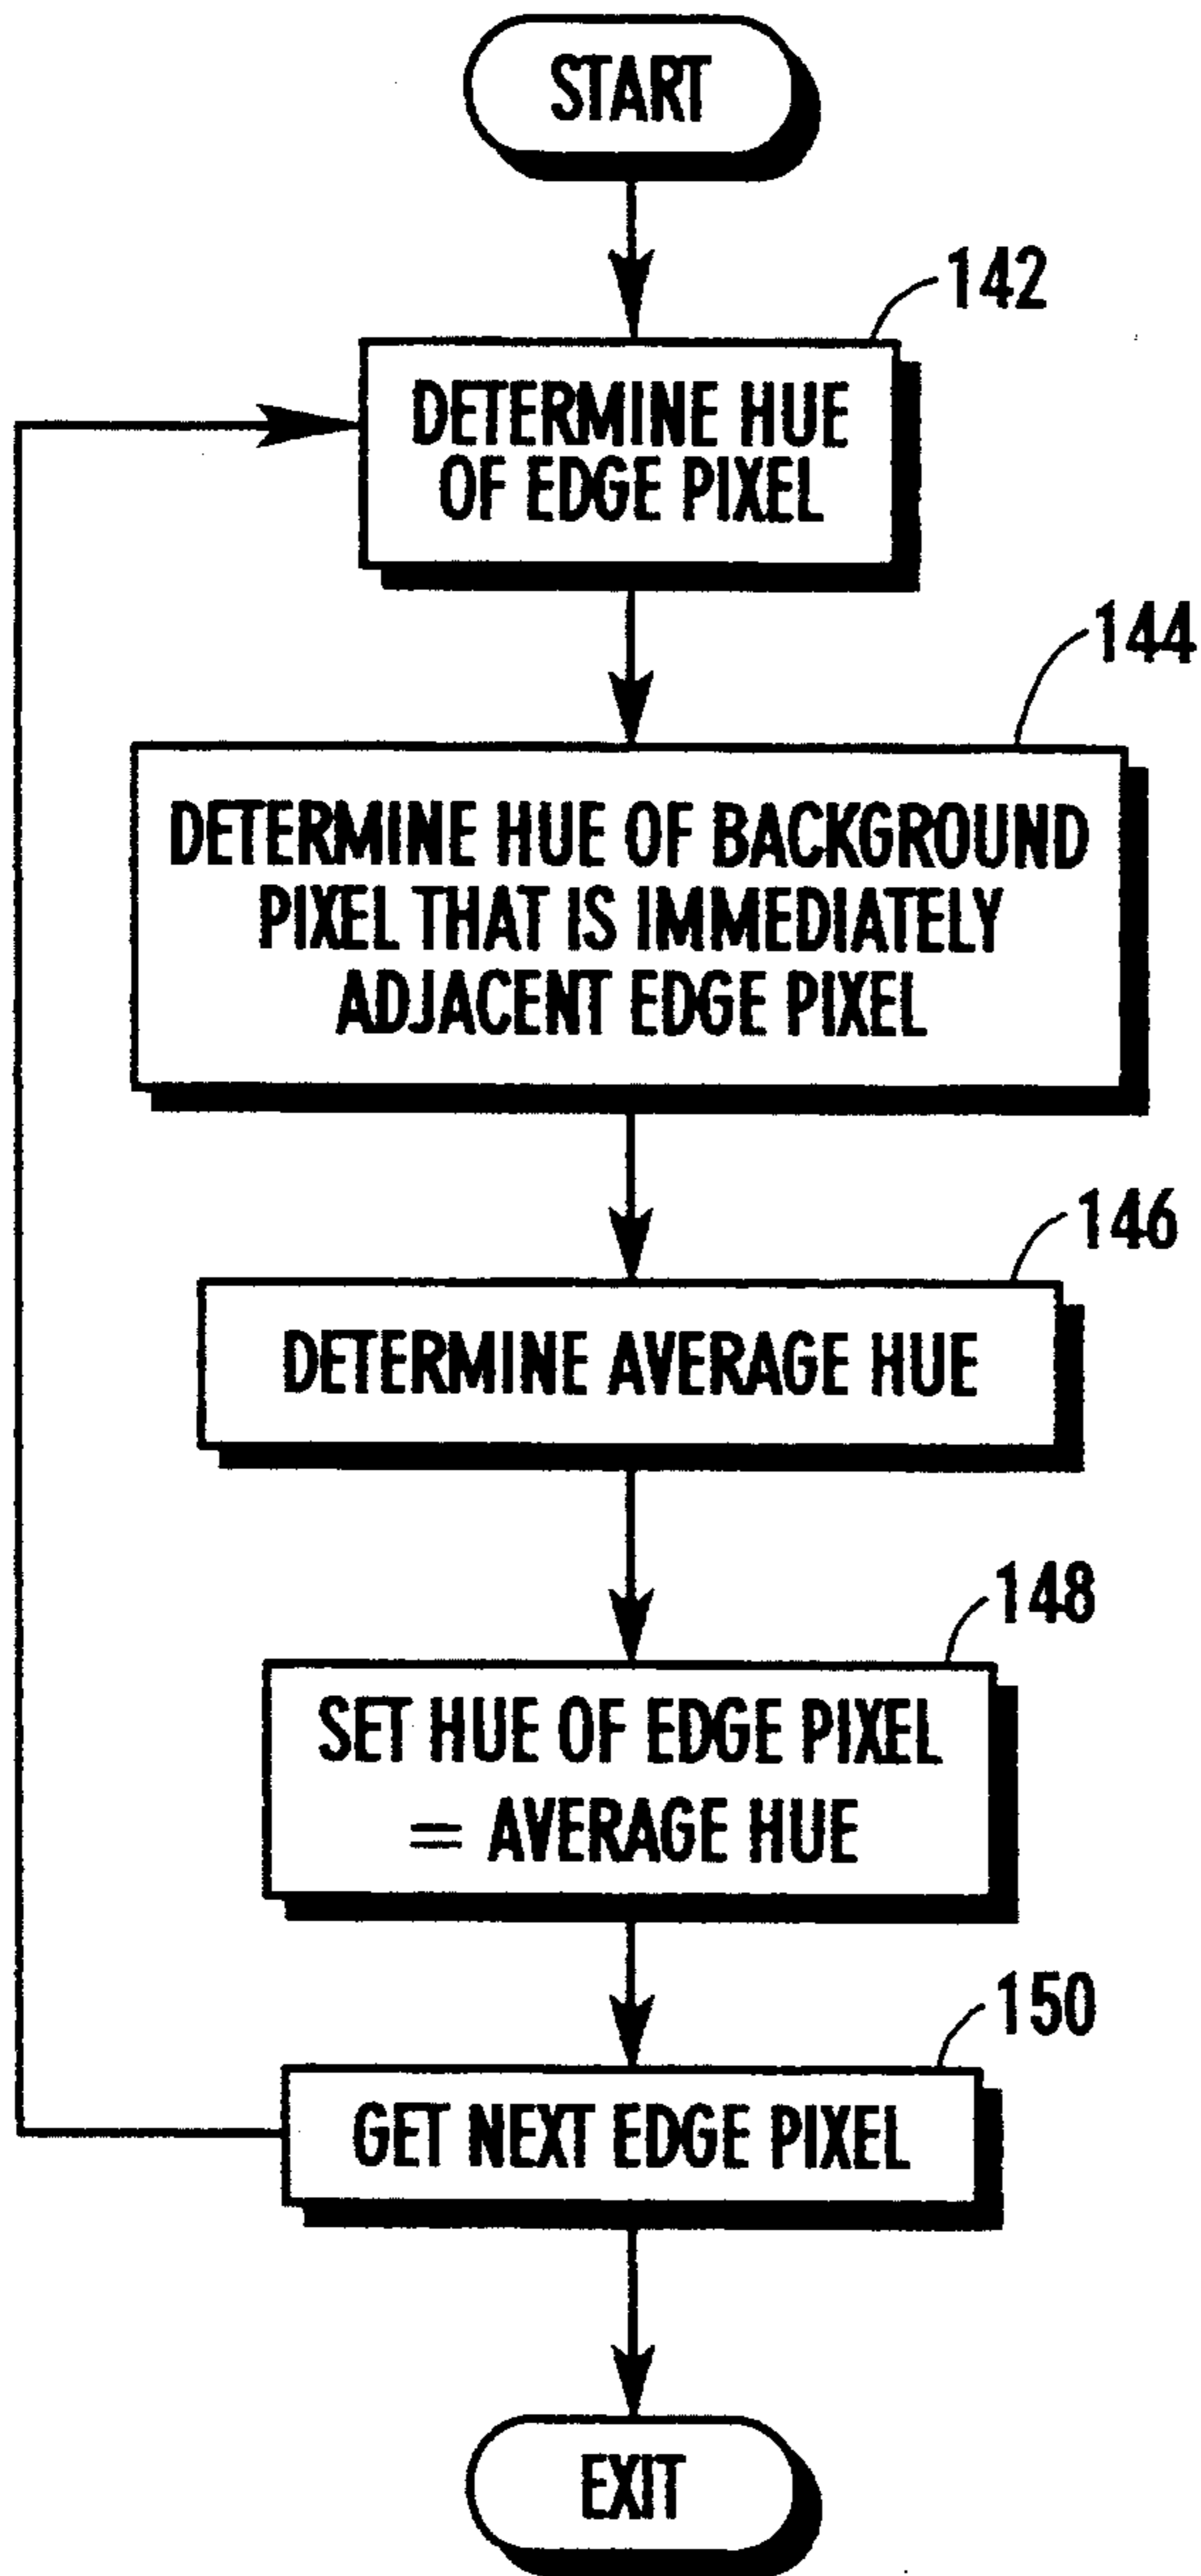 START
142
DETERMINE HUE
OF EDGE PIXEL
144
DETERMINE HUE OF BACKGROUND
PIXEL THAT IS IMMEDIATELY
ADJACENT EDGE PIXEL
146
DETERMINE AVERAGE HUE
148
SET HUE OF EDGE PIXEL
= AVERAGE HUE
150
GET NEXT EDGE PIXEL
EXIT